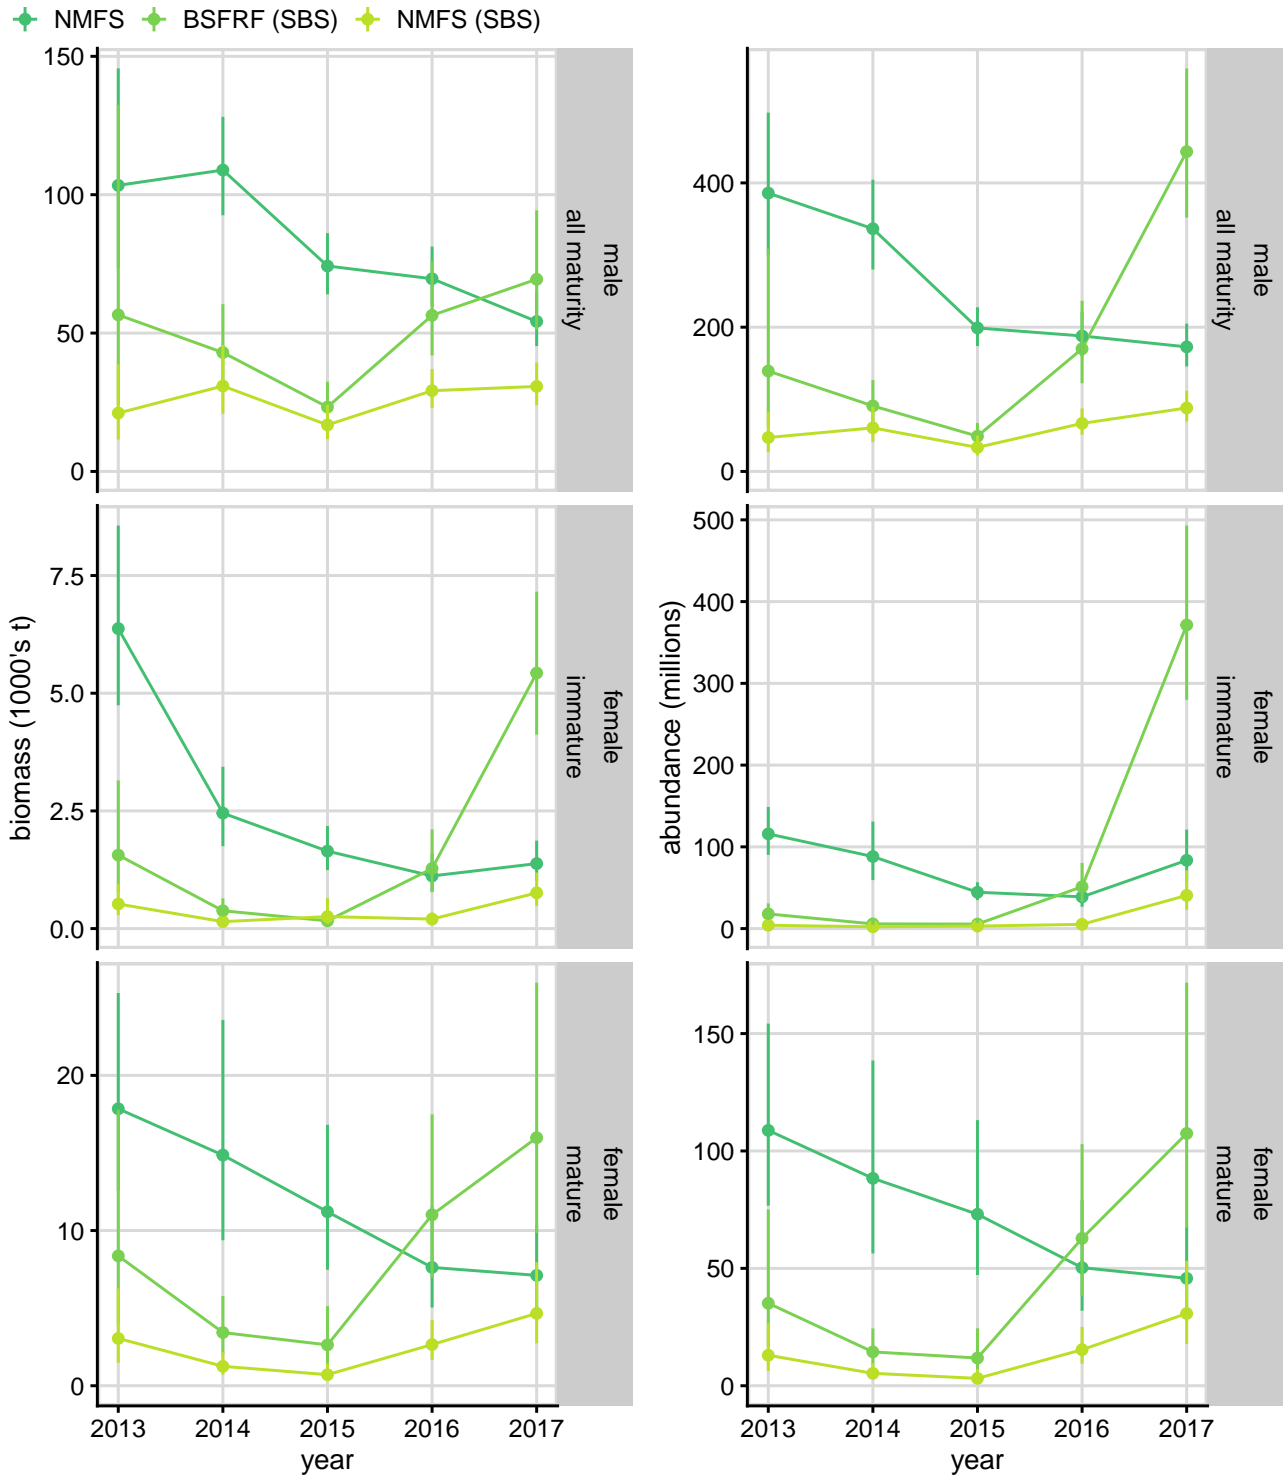 NMFS BSFRF (SBS) NMFS (SBS)
biomass (1000's t)
150
100
50
0
male
all maturity
7.5
5.0
2.5
0.0
female
immature
20
10
0
female
mature
2013 2014 2015 2016 2017
year
abundance (millions)
400
200
0
male
all maturity
500
400
300
200
100
0
female
immature
150
100
50
0
female
mature
2013 2014 2015 2016 2017
year